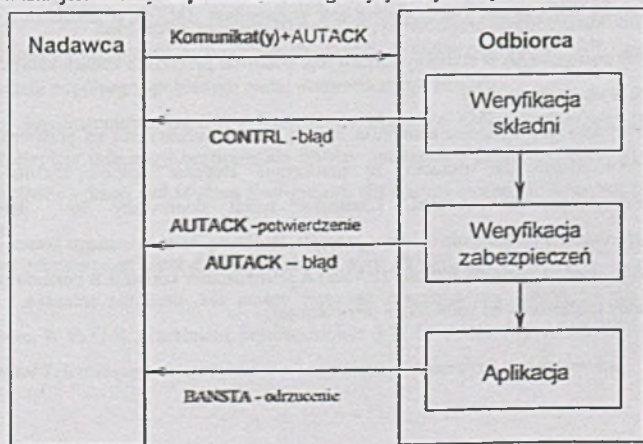 Nadawca
Komunikat(y)+AUTACK
Odbiorca
Weryfikacja
składni
CONTRL -błąd
AUTACK -potwierdzenie
AUTACK – błąd
Weryfikacja
zabezpieczeń
Aplikacja
BANSTA - odrzucenie